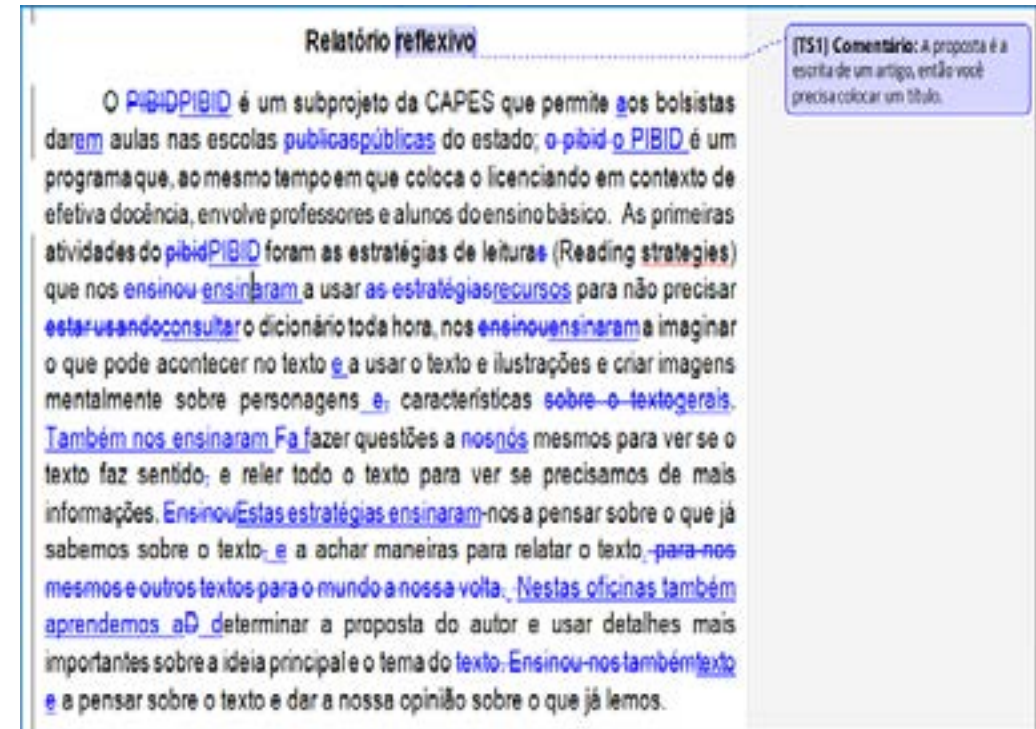 Relatório reflexivo
[TS1] Comentário: A proposta é a
escrita de um artigo, então você
precisa colocar um título.
O PIBIDPIBID é um subprojeto da CAPES que permite aos bolsistas
darem aulas nas escolas publicaspúblicas do estado; o pibid o PIBID é um
programa que, ao mesmo tempo em que coloca o licenciando em contexto de
efetiva docência, envolve professores e alunos do ensino básico. As primeiras
atividades do pibidPIBID foram as estratégias de leituras (Reading strategies)
que nos ensinou ensinaram a usar as estratégiasrecursos para não precisar
estar usandoconsultar o dicionário toda hora, nos ensinouensinaram a imaginar
o que pode acontecer no texto e a usar o texto e ilustrações e criar imagens
mentalmente sobre personagens e, características sobre o textogerais.
Também nos ensinaram Fa fazer questões a nosnós mesmos para ver se o
texto faz sentido, e reler todo o texto para ver se precisamos de mais
informações. EnsinouEstas estratégias ensinaram-nos a pensar sobre o que já
sabemos sobre o texto, e a achar maneiras para relatar o texto, para nos
mesmos e outros textos para o mundo a nossa volta. Nestas oficinas também
aprendemos aD determinar a proposta do autor e usar detalhes mais
importantes sobre a ideia principal e o tema do texto. Ensinou-nos tambémtexto
e a pensar sobre o texto e dar a nossa opinião sobre o que já lemos.